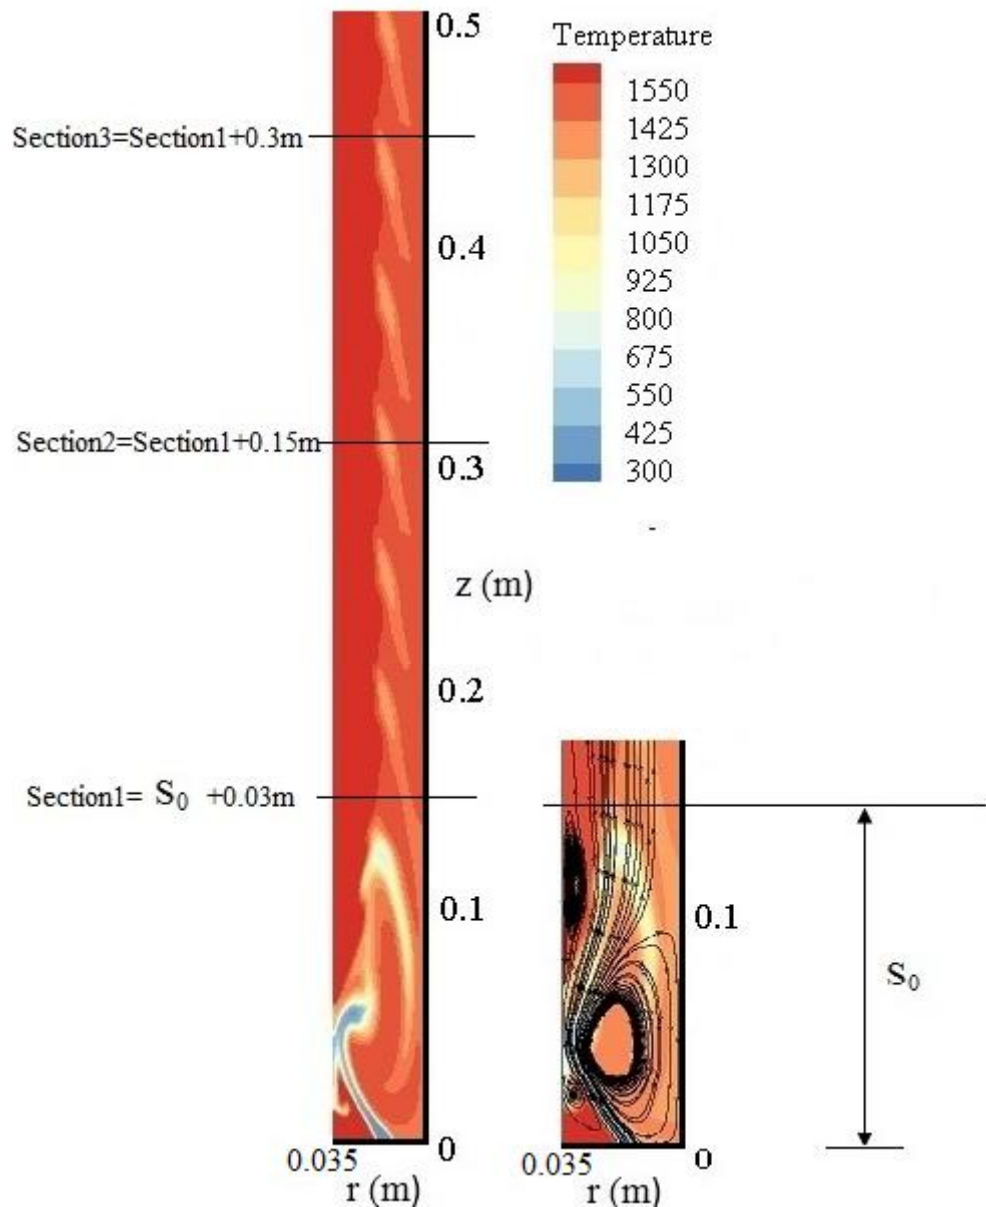 0.5
Temperature
1550
1425
1300
1175
1050
925
800
675
550
425
300
-
Section3=Section1+0.3m
0.4
Section2=Section1+0.15m
0.3
z (m)
0.2
Section1= S₀ +0.03m
0.1
0.1
S₀
0
0
0.035
0.035
r (m)
r (m)